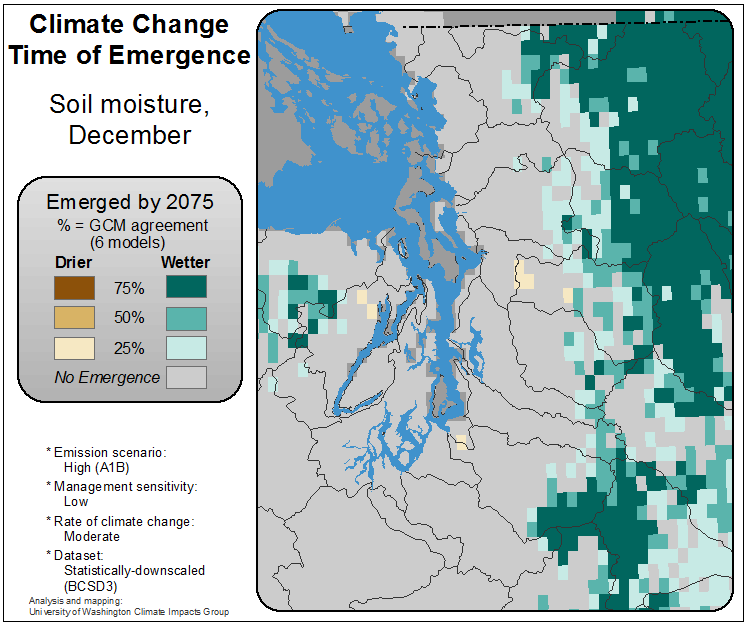 Climate Change
Time of Emergence
Soil moisture,
December
Emerged by 2075
% = GCM agreement
(6 models)
Drier Wetter
75%
50%
25%
No Emergence
* Emission scenario:
High (A1B)
* Management sensitivity:
Low
* Rate of climate change:
Moderate
* Dataset:
Statistically-downscaled
(BCSD3)
Analysis and mapping:
University of Washington Climate Impacts Group